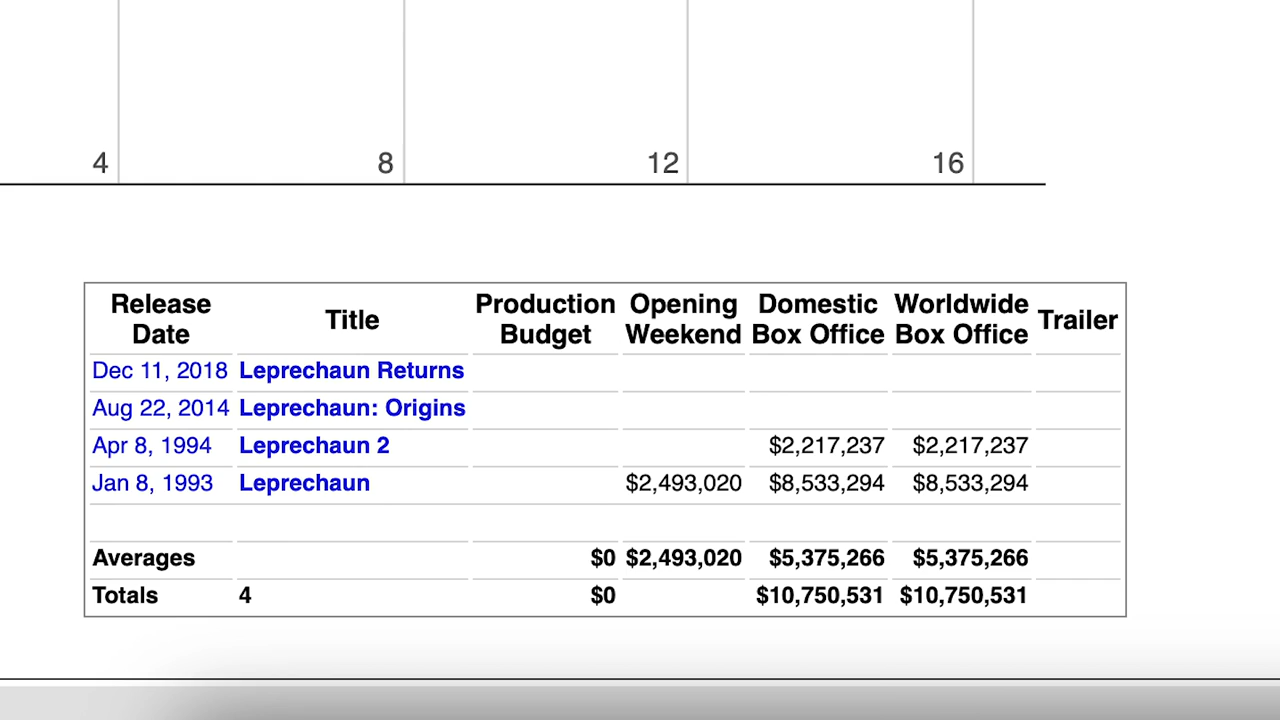 4 8 12 16
Release Date Title Production Budget Opening Weekend Domestic Box Office Worldwide Box Office Trailer
Dec 11, 2018 Leprechaun Returns
Aug 22, 2014 Leprechaun: Origins
Apr 8, 1994 Leprechaun 2 $2,217,237 $2,217,237
Jan 8, 1993 Leprechaun $2,493,020 $8,533,294 $8,533,294
Averages $0 $2,493,020 $5,375,266 $5,375,266
Totals 4 $0 $10,750,531 $10,750,531